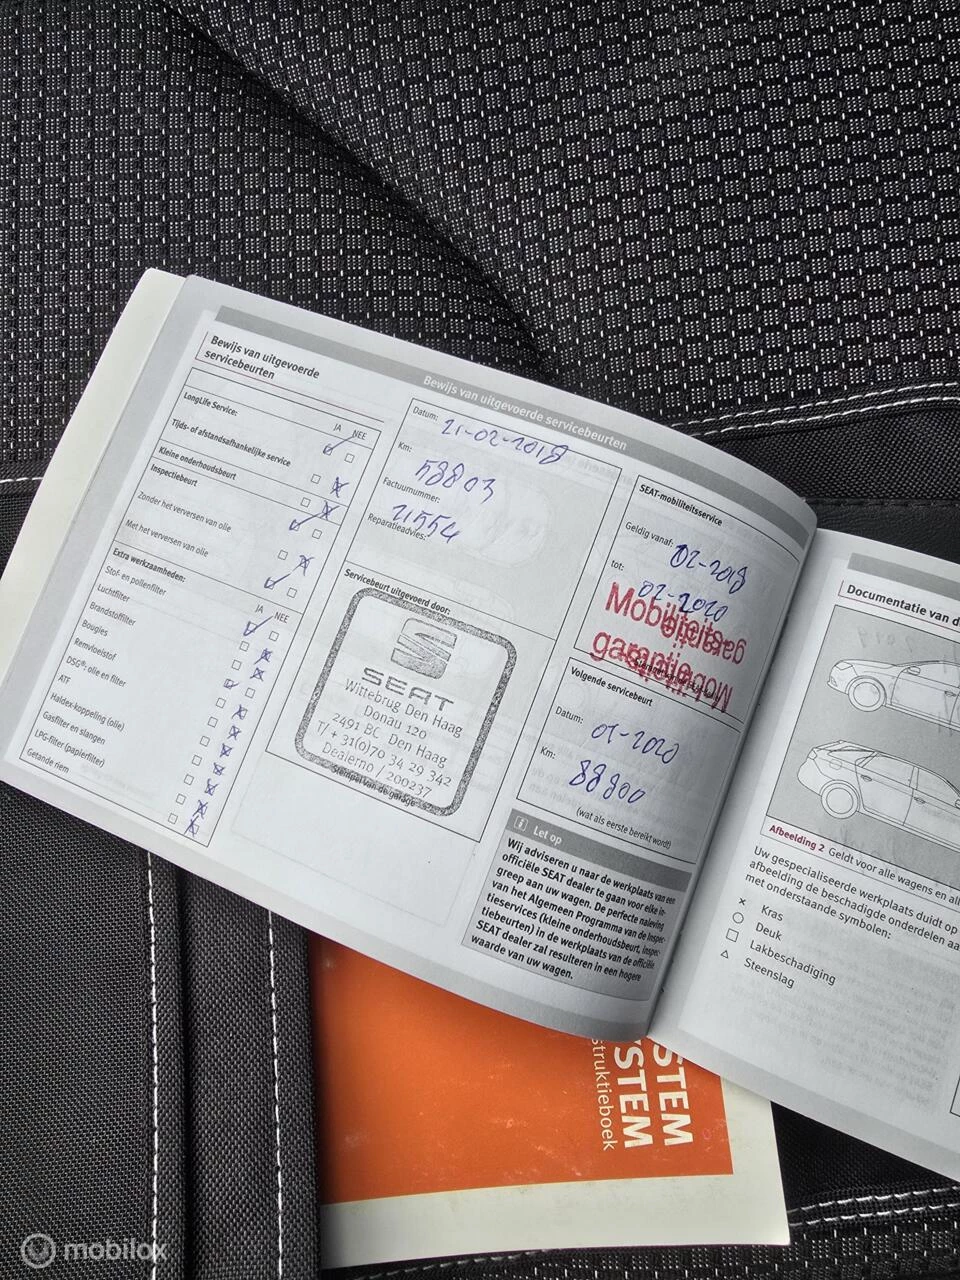 Bewijs van uitgevoerde servicebeurten
Bewijs van uitgevoerde
servicebeurten
JA NEE
LongLife Service:
Tijds- of afstandsafhankelijke service
Kleine onderhoudsbeurt
Inspectiebeurt
Zonder het verversen van olie
Met het verversen van olie
Extra werkzaamheden:
JA NEE
Stof- en pollenfilter
Luchtfilter
Brandstoffilter
Bougies
Remvloeistof
DSG®: olie en filter
ATF
Haldex-koppeling (olie)
Gasfilter en slangen
LPG-filter (papierfilter)
Getande riem
Datum:
21-02-2018
Km:
58803
Factuurnummer:
21554
Reparatieadvies:
Servicebeurt uitgevoerd door:
SEAT
Wittebrug Den Haag
Donau 120
2491 BC Den Haag
T/+31(0)70 34 29 342
Dealerno / 200237
Stempel van de garage
SEAT-mobiliteitsservice
Geldig vanaf:
02-2018
tot:
02-2020
Mobiliteits-
garantie
Volgende servicebeurt
Datum:
02-2020
Km:
88800
(wat als eerste bereikt wordt)
Let op
Wij adviseren u naar de werkplaats van een
officiële SEAT dealer te gaan voor elke in-
greep aan uw wagen. De perfecte naleving
van het Algemeen Programma van de Inspec-
tieservices (kleine onderhoudsbeurt, inspec-
tiebeurten) in de werkplaats van de officiële
SEAT dealer zal resulteren in een hogere
waarde van uw wagen.
Documentatie van d
Afbeelding 2 Geldt voor alle wagens en all
Uw gespecialiseerde werkplaats duidt op
afbeelding de beschadigde onderdelen aa
met onderstaande symbolen:
Kras
Deuk
Lakbeschadiging
Steenslag
STEM
YSTEM
struktieboek
mobilox